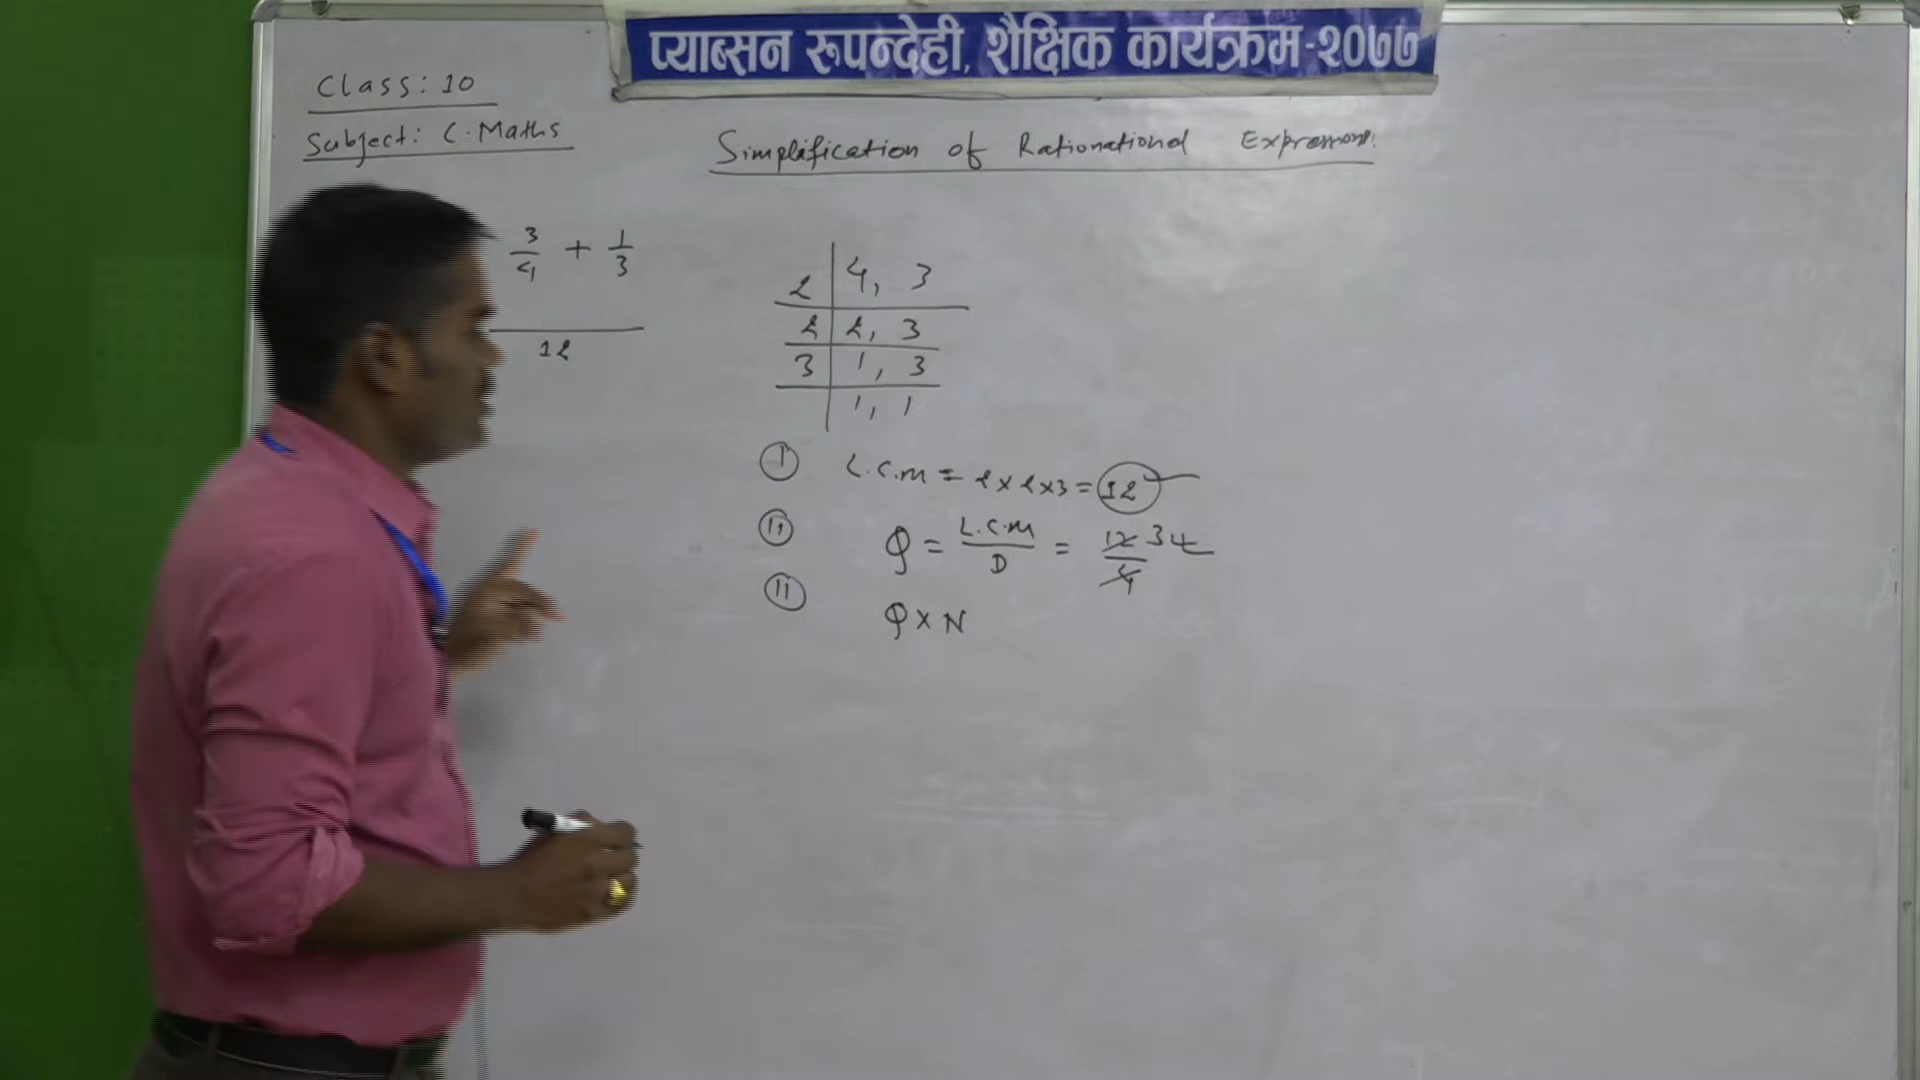 प्याब्सन रूपन्देही, शैक्षिक कार्यक्रम-२०७७
Class: 10
Subject: C. Maths
Simplification of Rationational Expressions:
3/4 + 1/3
12
2 | 4, 3
2 | 2, 3
3 | 1, 3
1, 1
I L.C.M = 2 x 2 x 3 = 12
II Q = L.C.M / D = 12 / 4 3
II Q x N